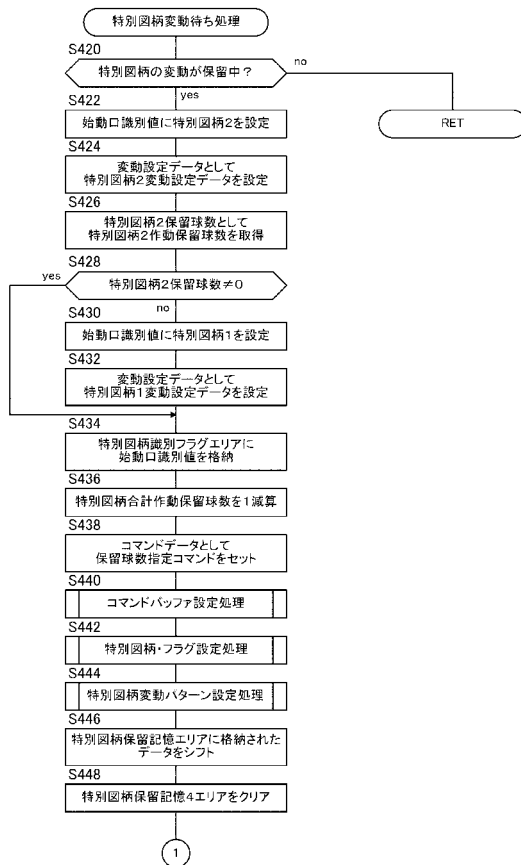 特別図柄変動待ち処理
S420
特別図柄の変動が保留中?
no
yes
RET
S422
始動口識別値に特別図柄2を設定
S424
変動設定データとして
特別図柄2変動設定データを設定
S426
特別図柄2保留球数として
特別図柄2作動保留球数を取得
S428
yes
特別図柄2保留球数≠0
no
S430
始動口識別値に特別図柄1を設定
S432
変動設定データとして
特別図柄1変動設定データを設定
S434
特別図柄識別フラグエリアに
始動口識別値を格納
S436
特別図柄合計作動保留球数を1減算
S438
コマンドデータとして
保留球数指定コマンドをセット
S440
コマンドバッファ設定処理
S442
特別図柄・フラグ設定処理
S444
特別図柄変動パターン設定処理
S446
特別図柄保留記憶エリアに格納された
データをシフト
S448
特別図柄保留記憶4エリアをクリア
1